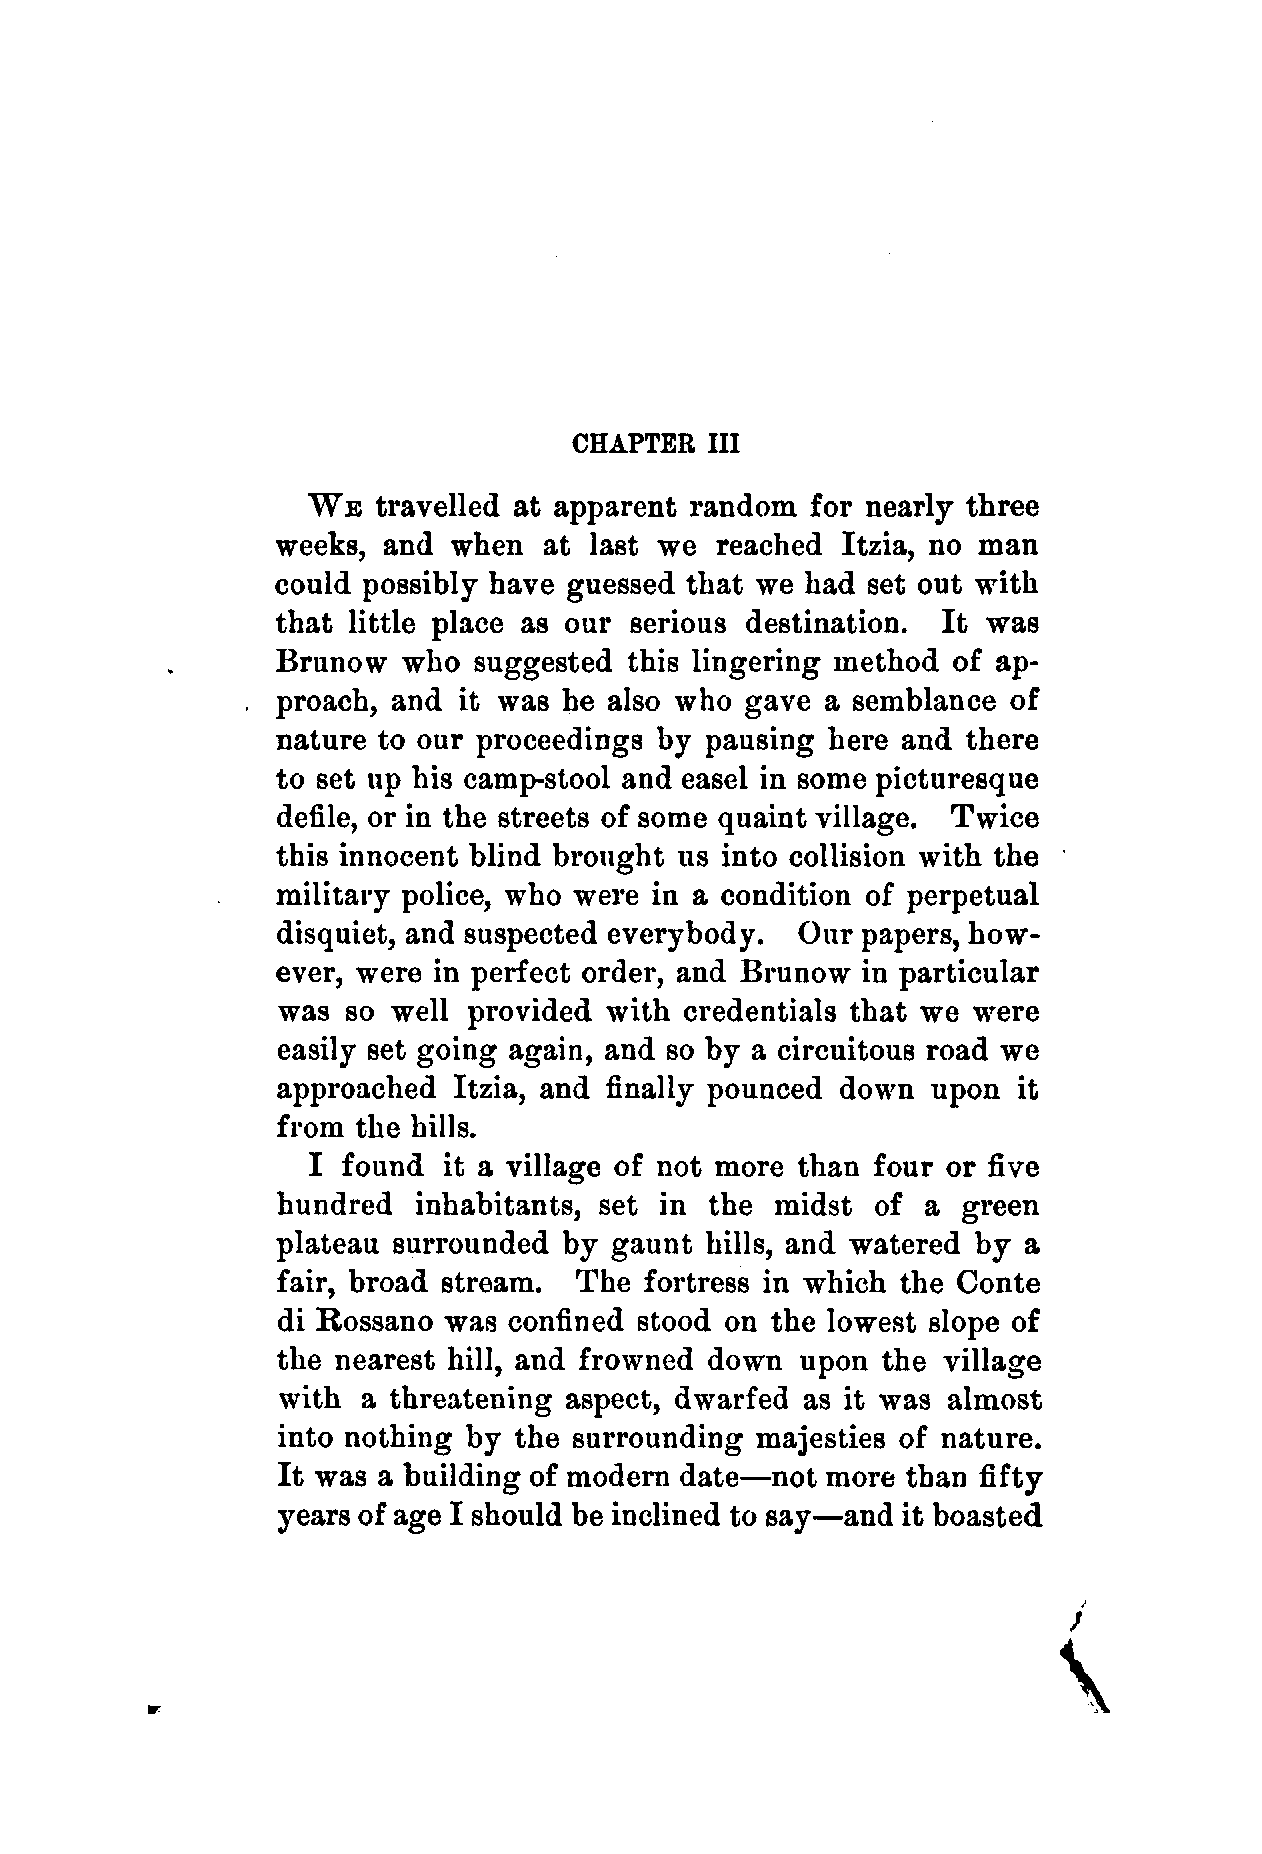 CHAPTER III
WE travelled at apparent random for nearly three
weeks, and when at last we reached Itzia, no man
could possibly have guessed that we had set out with
that little place as our serious destination. It was
Brunow who suggested this lingering method of ap-
proach, and it was he also who gave a semblance of
nature to our proceedings by pausing here and there
to set up his camp-stool and easel in some picturesque
defile, or in the streets of some quaint village. Twice
this innocent blind brought us into collision with the
military police, who were in a condition of perpetual
disquiet, and suspected everybody. Our papers, how-
ever, were in perfect order, and Brunow in particular
was so well provided with credentials that we were
easily set going again, and so by a circuitous road we
approached Itzia, and finally pounced down upon it
from the hills.
I found it a village of not more than four or five
hundred inhabitants, set in the midst of a green
plateau surrounded by gaunt hills, and watered by a
fair, broad stream. The fortress in which the Conte
di Rossano was confined stood on the lowest slope of
the nearest hill, and frowned down upon the village
with a threatening aspect, dwarfed as it was almost
into nothing by the surrounding majesties of nature.
It was a building of modern date—not more than fifty
years of age I should be inclined to say—and it boasted